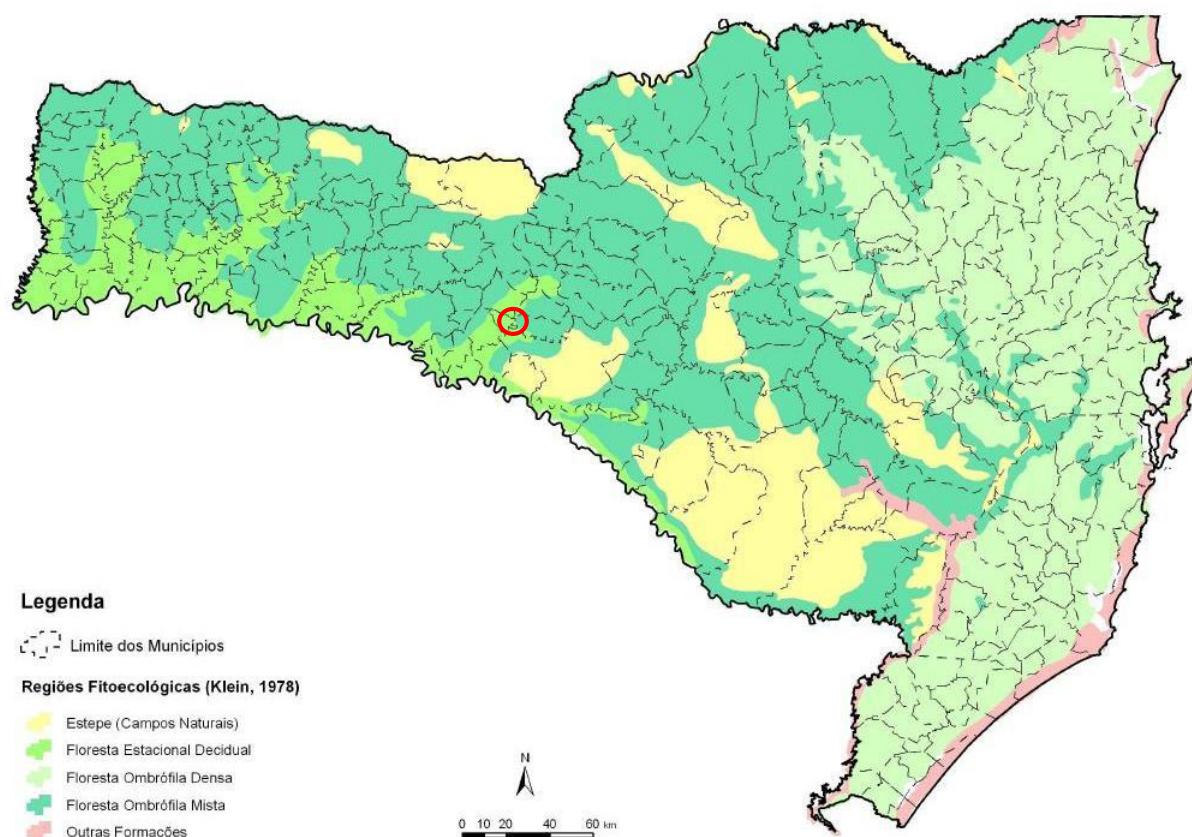 Legenda
Limite dos Municípios
Regiões Fitoecológicas (Klein, 1978)
Estepe (Campos Naturais)
Floresta Estacional Decidual
Floresta Ombrófila Densa
Floresta Ombrófila Mista
Outras Formações
N
0 10 20 40 60 km